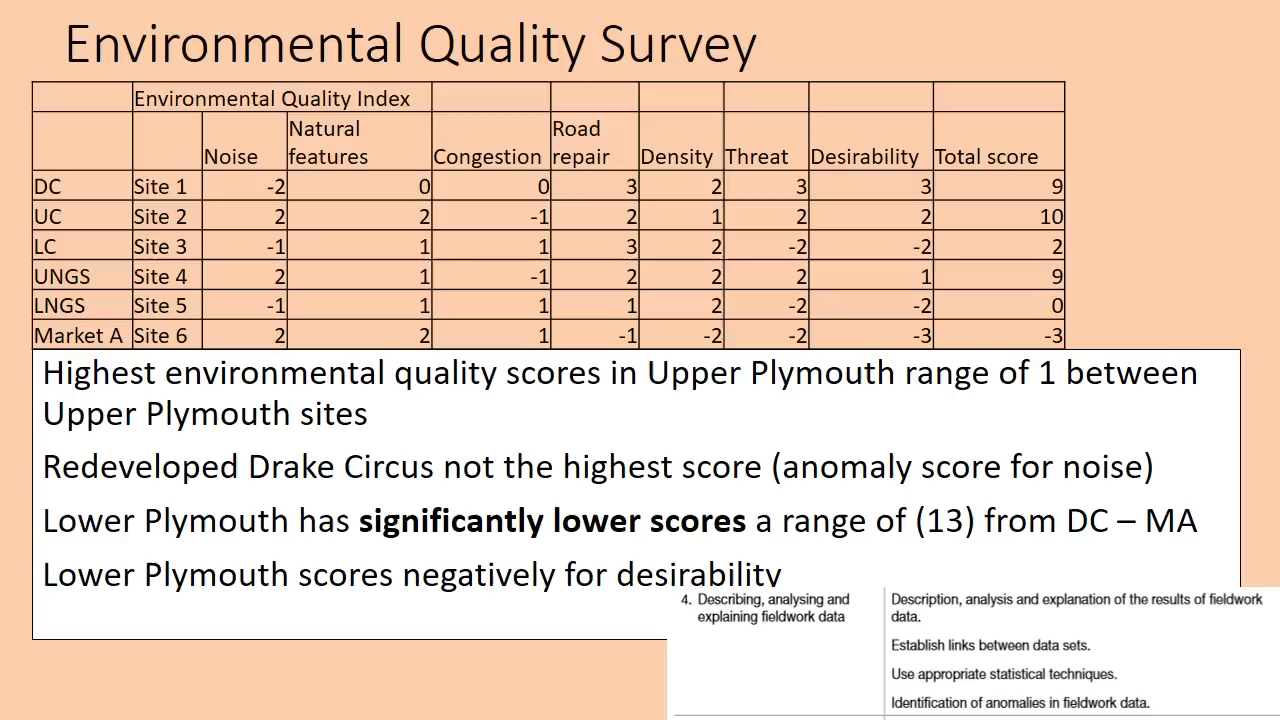 Environmental Quality Survey
Environmental Quality Index
Noise Natural features Congestion Road repair Density Threat Desirability Total score
DC Site 1 -2 0 0 3 2 3 3 9
UC Site 2 2 2 -1 2 1 2 2 10
LC Site 3 -1 1 1 3 2 -2 -2 2
UNGS Site 4 2 1 -1 2 2 2 1 9
LNGS Site 5 -1 1 1 1 2 -2 -2 0
Market A Site 6 2 2 1 -1 -2 -2 -3 -3
Highest environmental quality scores in Upper Plymouth range of 1 between
Upper Plymouth sites
Redeveloped Drake Circus not the highest score (anomaly score for noise)
Lower Plymouth has significantly lower scores a range of (13) from DC – MA
Lower Plymouth scores negatively for desirability
4. Describing, analysing and
explaining fieldwork data
Description, analysis and explanation of the results of fieldwork
data.
Establish links between data sets.
Use appropriate statistical techniques.
Identification of anomalies in fieldwork data.